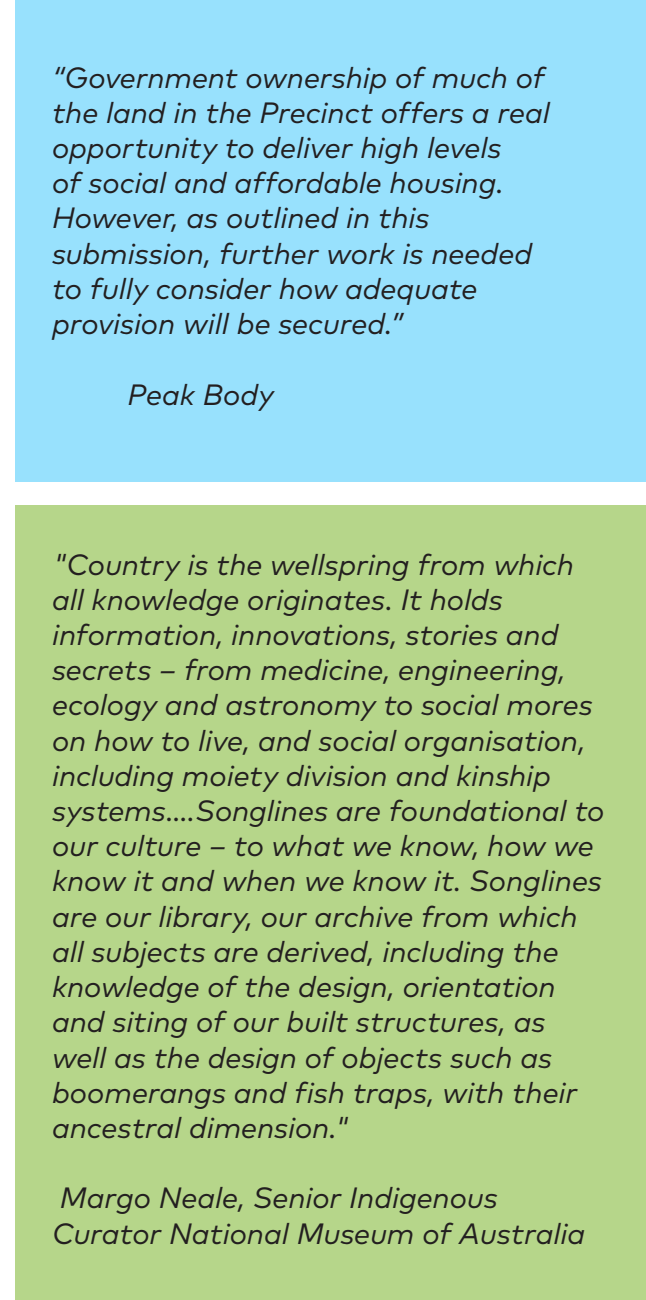 “Government ownership of much of
the land in the Precinct offers a real
opportunity to deliver high levels
of social and affordable housing.
However, as outlined in this
submission, further work is needed
to fully consider how adequate
provision will be secured.”
Peak Body
"Country is the wellspring from which
all knowledge originates. It holds
information, innovations, stories and
secrets – from medicine, engineering,
ecology and astronomy to social mores
on how to live, and social organisation,
including moiety division and kinship
systems....Songlines are foundational to
our culture – to what we know, how we
know it and when we know it. Songlines
are our library, our archive from which
all subjects are derived, including the
knowledge of the design, orientation
and siting of our built structures, as
well as the design of objects such as
boomerangs and fish traps, with their
ancestral dimension."
Margo Neale, Senior Indigenous
Curator National Museum of Australia